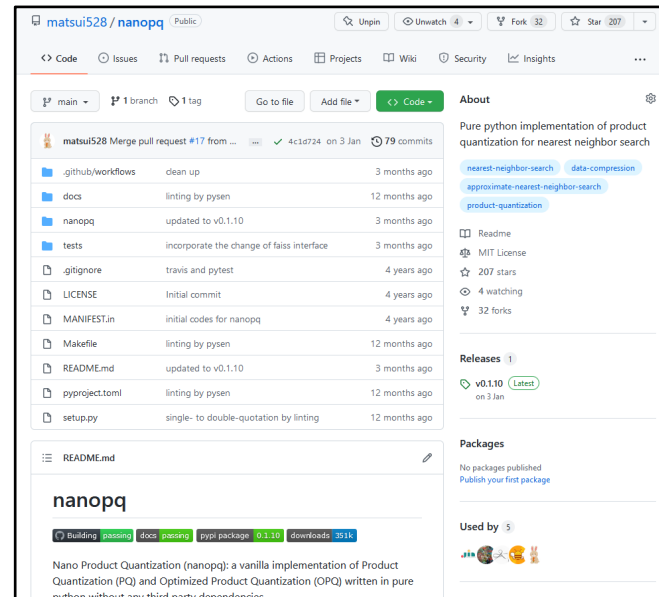 matsui528 / nanopq Public
Unpin
Unwatch 4
Fork 32
Star 207
<> Code
Issues
Pull requests
Actions
Projects
Wiki
Security
Insights
...
main
1 branch
1 tag
Go to file
Add file
<> Code
matsui528 Merge pull request #17 from ... ... 4c1d724 on 3 Jan 79 commits
.github/workflows clean up 3 months ago
docs linting by pysen 12 months ago
nanopq updated to v0.1.10 3 months ago
tests incorporate the change of faiss interface 3 months ago
.gitignore travis and pytest 4 years ago
LICENSE Initial commit 4 years ago
MANIFEST.in initial codes for nanopq 4 years ago
Makefile linting by pysen 12 months ago
README.md updated to v0.1.10 3 months ago
pyproject.toml linting by pysen 12 months ago
setup.py single- to double-quotation by linting 12 months ago
README.md
nanopq
Building passing docs passing pypi package 0.1.10 downloads 351k
Nano Product Quantization (nanopq): a vanilla implementation of Product
Quantization (PQ) and Optimized Product Quantization (OPQ) written in pure
python without any third party dependencies
About
Pure python implementation of product
quantization for nearest neighbor search
nearest-neighbor-search data-compression
approximate-nearest-neighbor-search
product-quantization
Readme
MIT License
207 stars
4 watching
32 forks
Releases 1
v0.1.10 Latest
on 3 Jan
Packages
No packages published
Publish your first package
Used by 5